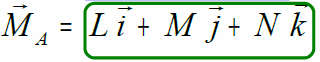 M⃗_A = L i⃗ + M j⃗ + N k⃗